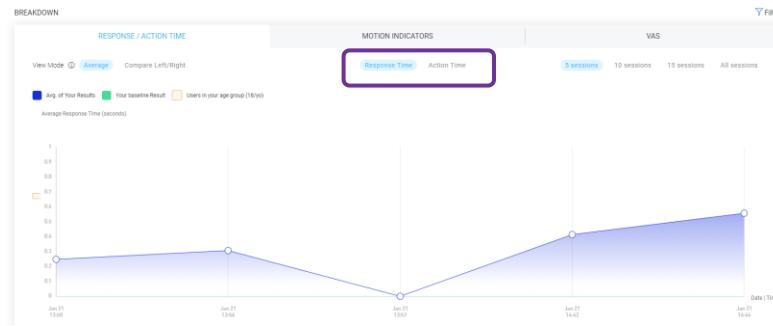 BREAKDOWN
RESPONSE / ACTION TIME MOTION INDICATORS VAS
View Mode Average Compare Left/Right Response Time Action Time 5 sessions 10 sessions 15 sessions All sessions
Avg. of Your Results Your baseline Result Users in your age group (18/yo)
Average Response Time (seconds)
1
0.9
0.8
0.7
0.6
0.4
0.3
0.2
0.1
0
Date | Tim
Jan 21 Jan 21 Jan 21 Jan 21 Jan 21